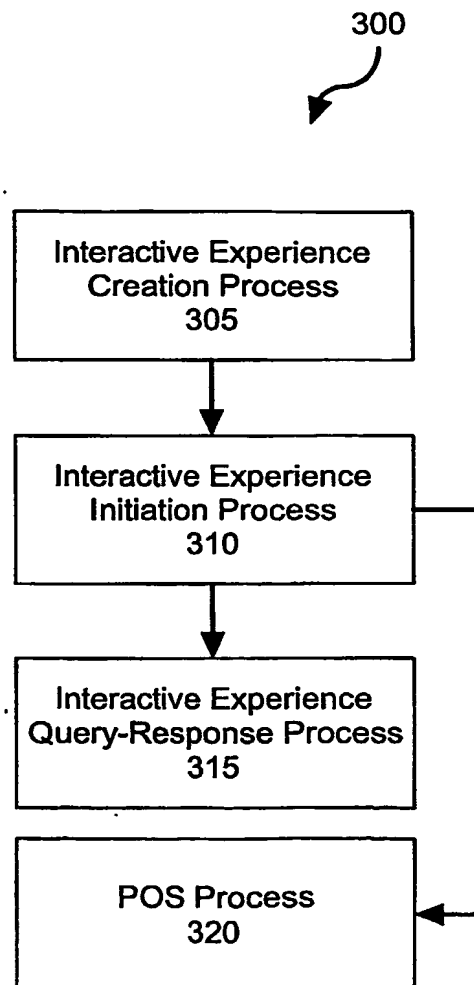 300
Interactive Experience
Creation Process
305
Interactive Experience
Initiation Process
310
Interactive Experience
Query-Response Process
315
POS Process
320